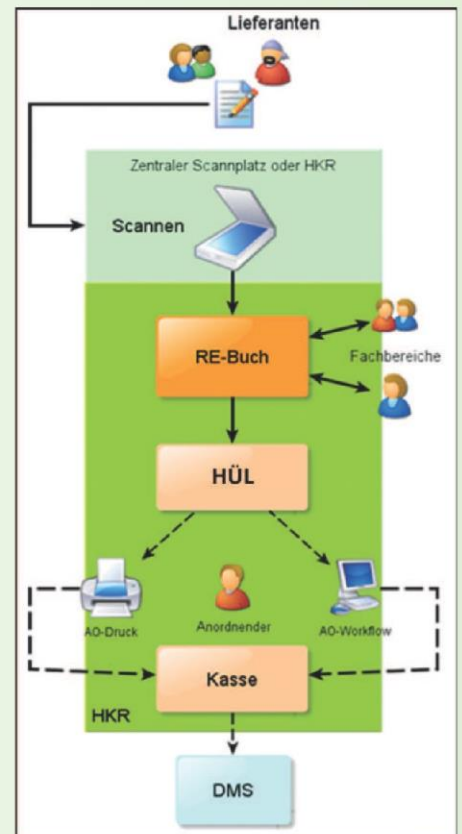 Lieferanten
Zentraler Scannplatz oder HKR
Scannen
RE-Buch
Fachbereiche
HÜL
AO-Druck
Anordnender
AO-Workflow
Kasse
HKR
DMS